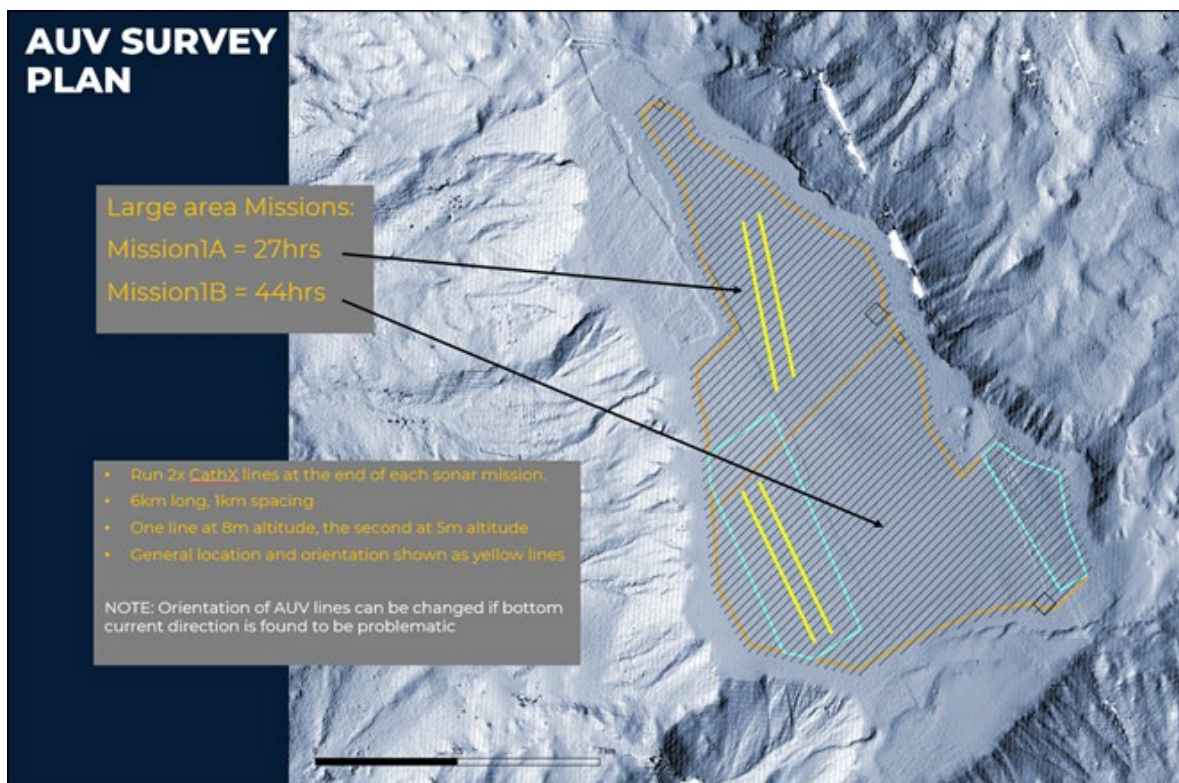 AUV SURVEY
PLAN
Large area Missions:
Mission1A = 27hrs
Mission1B = 44hrs
• Run 2x CathX lines at the end of each sonar mission.
• 6km long, 1km spacing
• One line at 8m altitude, the second at 5m altitude
• General location and orientation shown as yellow lines
NOTE: Orientation of AUV lines can be changed if bottom
current direction is found to be problematic